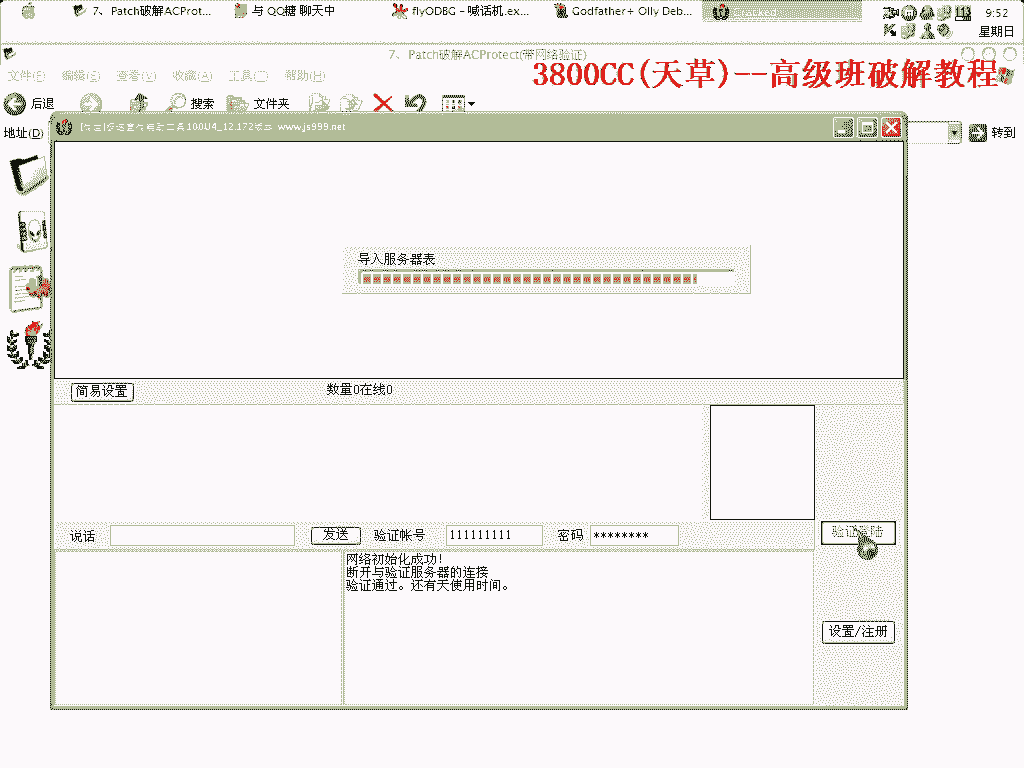 7、Patch破解ACProt...
与 QQ糖 聊天中
flyODBG - 喊话机.ex...
Godfather+ Olly Deb...
9:52
星期日
7、Patch破解ACProtect(带网络验证)
3800CC(天草)--高级班破解教程
文件(F) 编辑(E) 查看(V) 收藏(A) 工具(T) 帮助(H)
后退 搜索 文件夹
地址(D) 转到
www.js999.net
导入服务器表
简易设置 数量0在线0
说话 发送 验证帐号 111111111 密码 ******** 验证登陆
网络初始化成功!
断开与验证服务器的连接
验证通过。还有天使用时间。
设置/注册